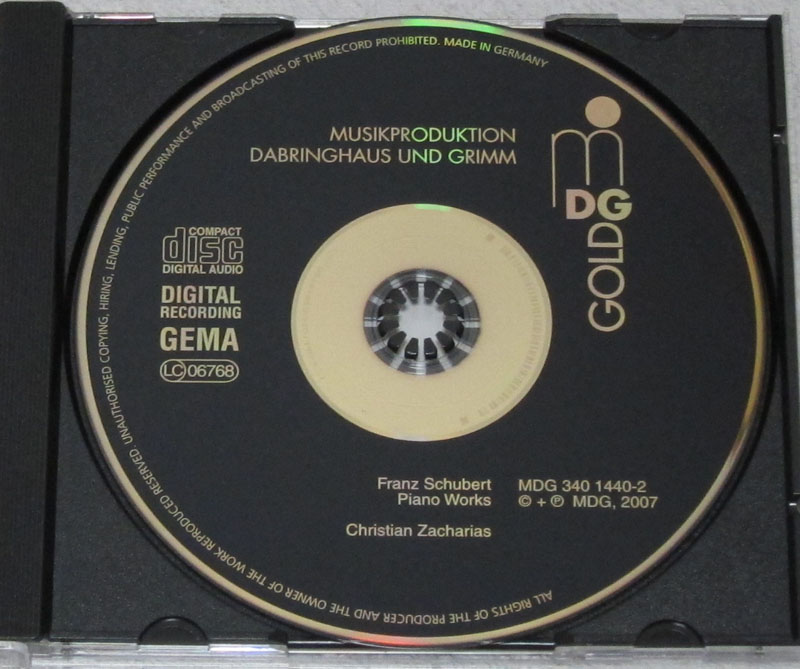 ALL RIGHTS OF THE PRODUCER AND THE OWNER OF THE WORK REPRODUCED RESERVED. UNAUTHORISED COPYING, HIRING, LENDING, PUBLIC PERFORMANCE AND BROADCASTING OF THIS RECORD PROHIBITED. MADE IN GERMANY
MUSIKPRODUKTION
DABRINGHAUS UND GRIMM
DG
GOLD
COMPACT
disc
DIGITAL AUDIO
DIGITAL
RECORDING
GEMA
LC 06768
Franz Schubert MDG 340 1440-2
Piano Works © + ℗ MDG, 2007
Christian Zacharias